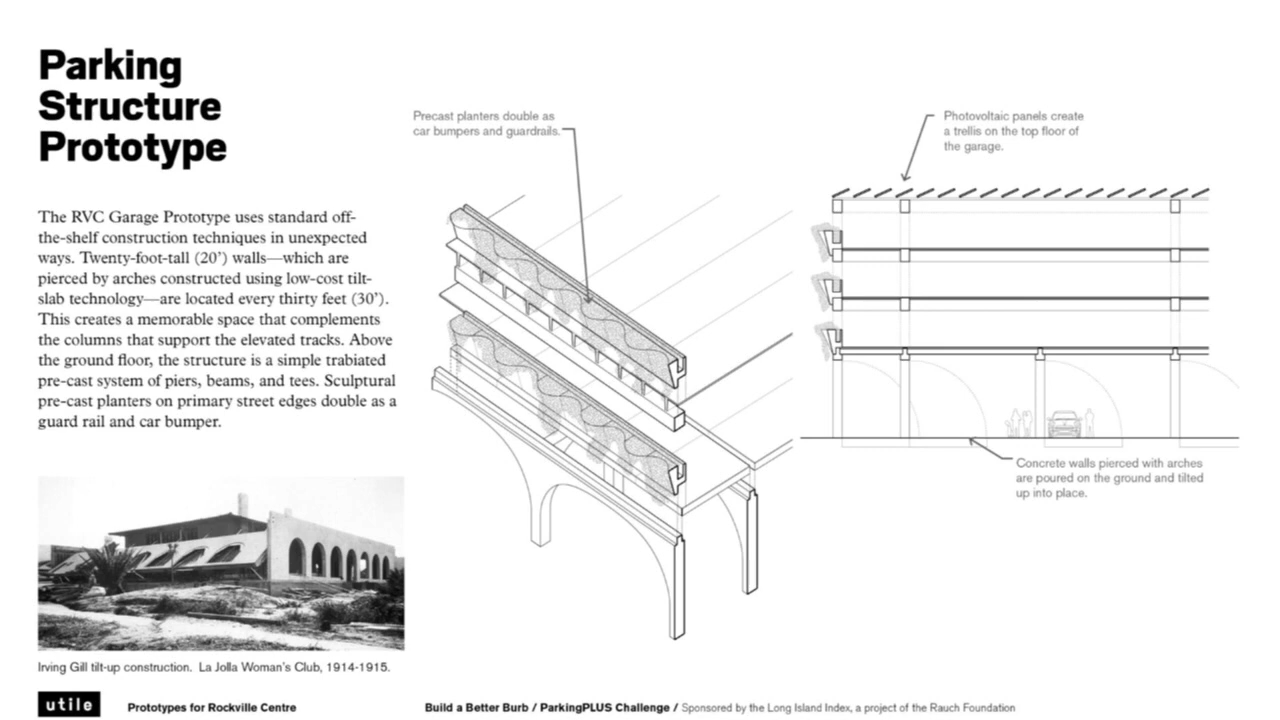 Parking
Structure
Prototype
The RVC Garage Prototype uses standard off-
the-shelf construction techniques in unexpected
ways. Twenty-foot-tall (20’) walls—which are
pierced by arches constructed using low-cost tilt-
slab technology—are located every thirty feet (30’).
This creates a memorable space that complements
the columns that support the elevated tracks. Above
the ground floor, the structure is a simple trabiated
pre-cast system of piers, beams, and tees. Sculptural
pre-cast planters on primary street edges double as a
guard rail and car bumper.
Irving Gill tilt-up construction.  La Jolla Woman’s Club, 1914-1915.
Precast planters double as
car bumpers and guardrails.
Photovoltaic panels create
a trellis on the top floor of
the garage.
Concrete walls pierced with arches
are poured on the ground and tilted
up into place.
utile
Prototypes for Rockville Centre
Build a Better Burb / ParkingPLUS Challenge / Sponsored by the Long Island Index, a project of the Rauch Foundation